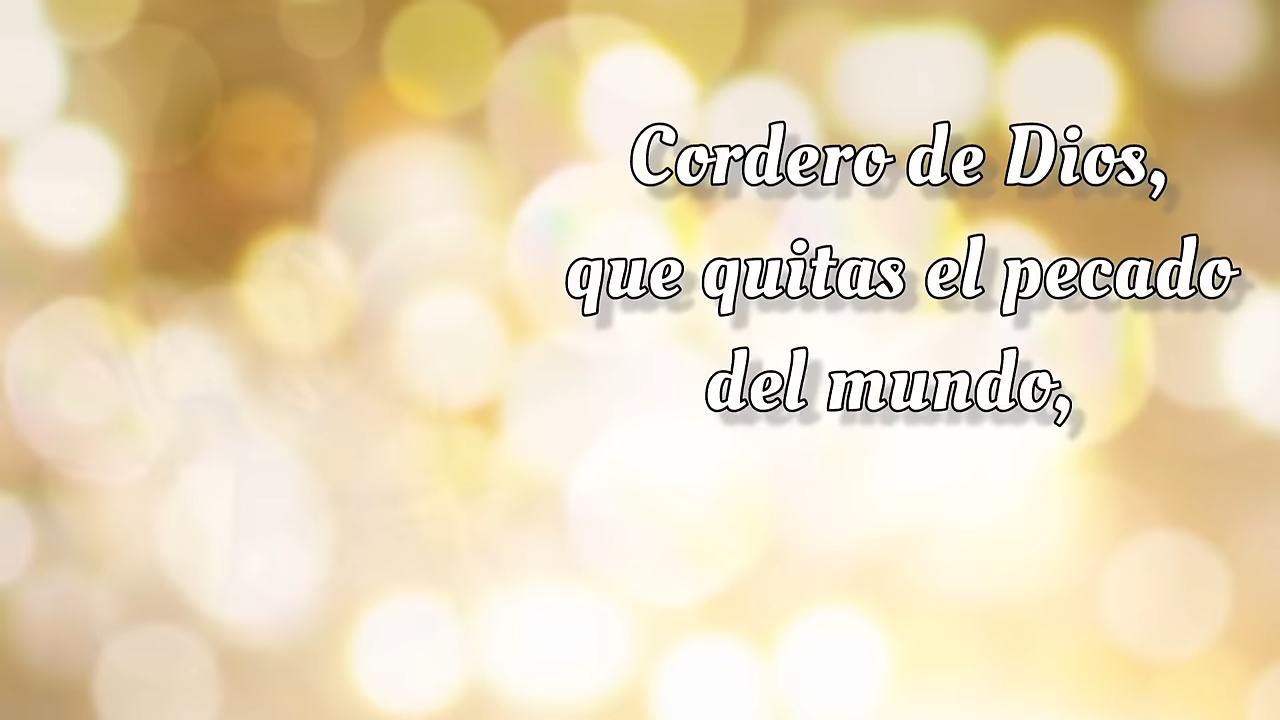 Cordero de Dios,
que quitas el pecado
del mundo,